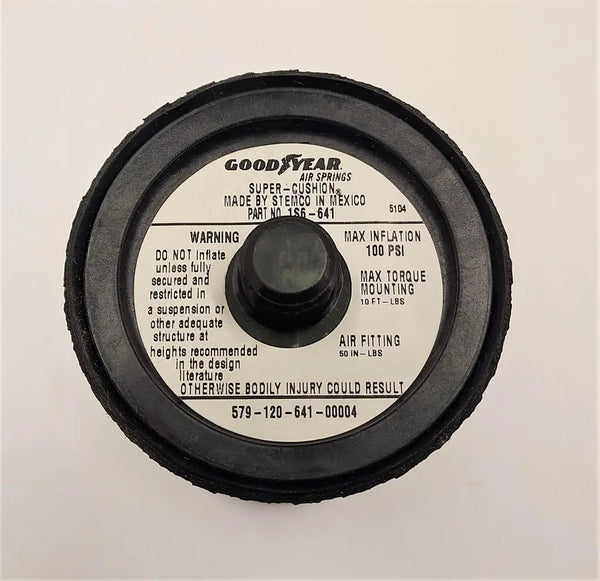 GOODYEAR
AIR SPRINGS
SUPER-CUSHION®
MADE BY STEMCO IN MEXICO
PART NO. 1S6-641
5104
WARNING
DO NOT inflate
unless fully
secured and
restricted in
a suspension or
other adequate
structure at
heights recommended
in the design
literature
OTHERWISE BODILY INJURY COULD RESULT
MAX INFLATION
100 PSI
MAX TORQUE
MOUNTING
10 FT-LBS
AIR FITTING
50 IN-LBS
579-120-641-00004